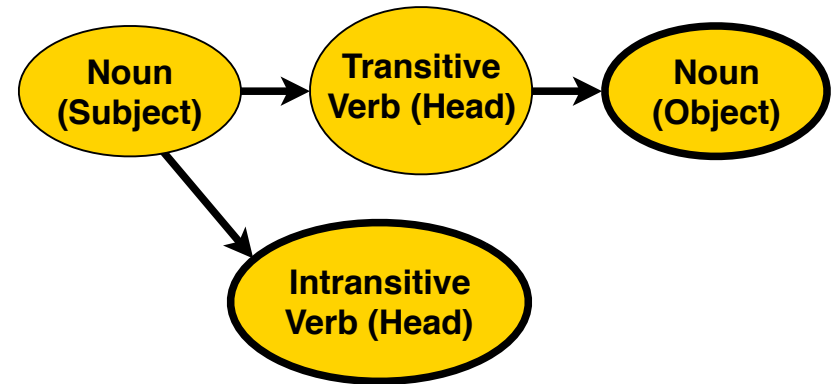 Noun
(Subject)
Transitive
Verb (Head)
Noun
(Object)
Intransitive
Verb (Head)